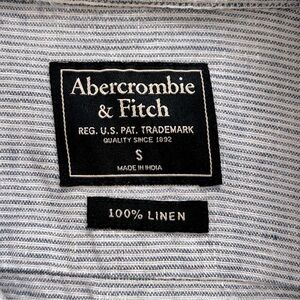 Abercrombie
& Fitch
REG. U.S. PAT. TRADEMARK
QUALITY SINCE 1892
S
MADE IN INDIA
100% LINEN